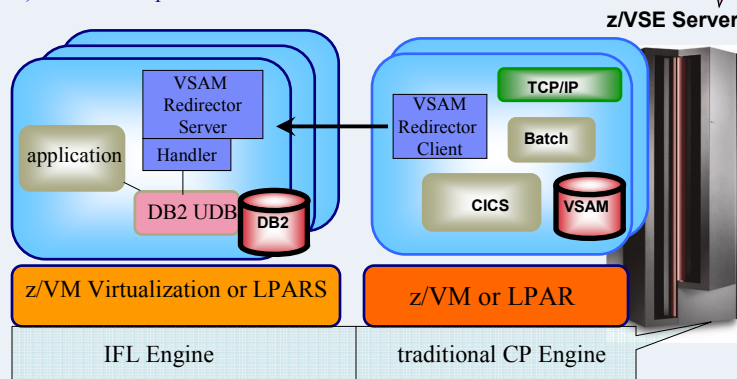 z/VSE Server
VSAM
Redirector
Server
Handler
application
DB2 UDB
DB2
VSAM
Redirector
Client
TCP/IP
Batch
CICS
VSAM
z/VM Virtualization or LPARS
z/VM or LPAR
IFL Engine
traditional CP Engine